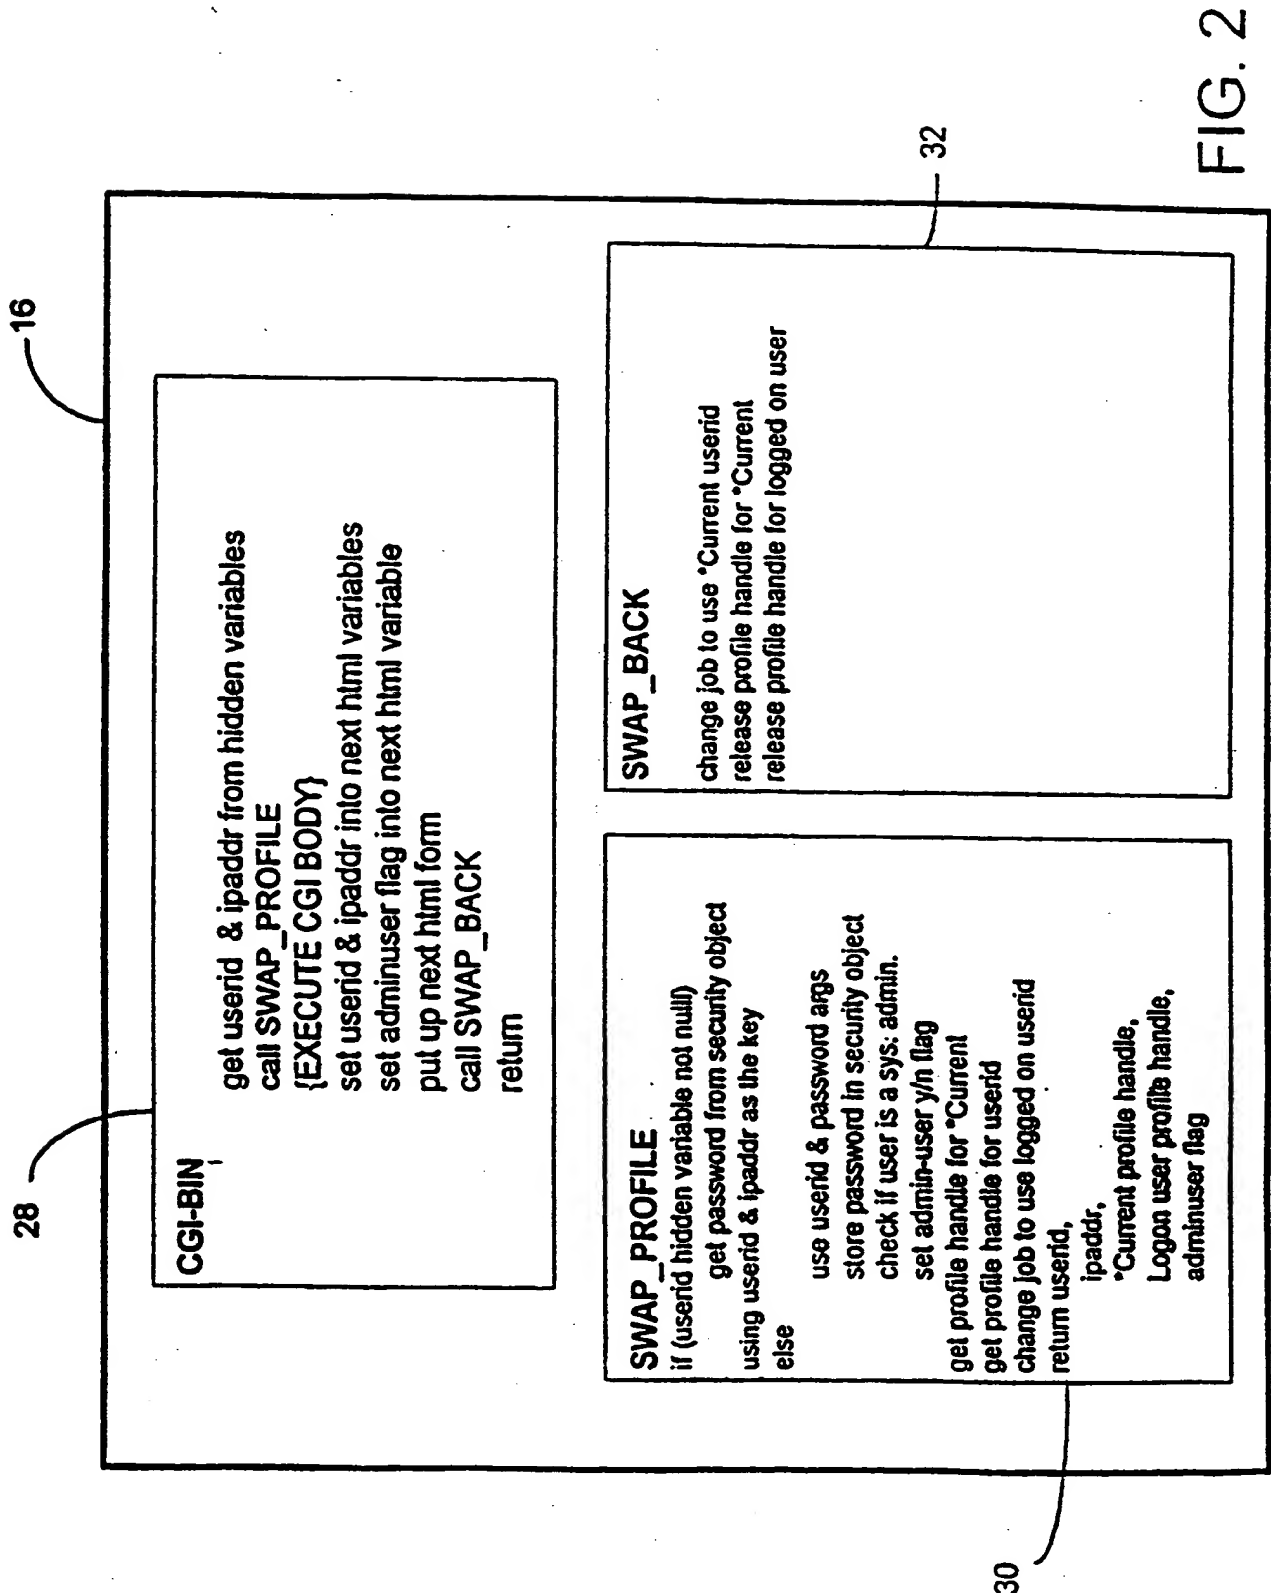 16
28
CGI-BIN
get userid & ipaddr from hidden variables
call SWAP_PROFILE
{EXECUTE CGI BODY}
set userid & ipaddr into next html variables
set adminuser flag into next html variable
put up next html form
call SWAP_BACK
return
SWAP_PROFILE
if (userid hidden variable not null)
get password from security object
using userid & ipaddr as the key
else
use userid & password args
store password in security object
check if user is a sys: admin.
set admin-user y/n flag
get profile handle for *Current
get profile handle for userid
change job to use logged on userid
return userid,
ipaddr,
*Current profile handle,
Logon user profile handle,
adminuser flag
30
SWAP_BACK
change job to use *Current userid
release profile handle for *Current
release profile handle for logged on user
32
FIG. 2